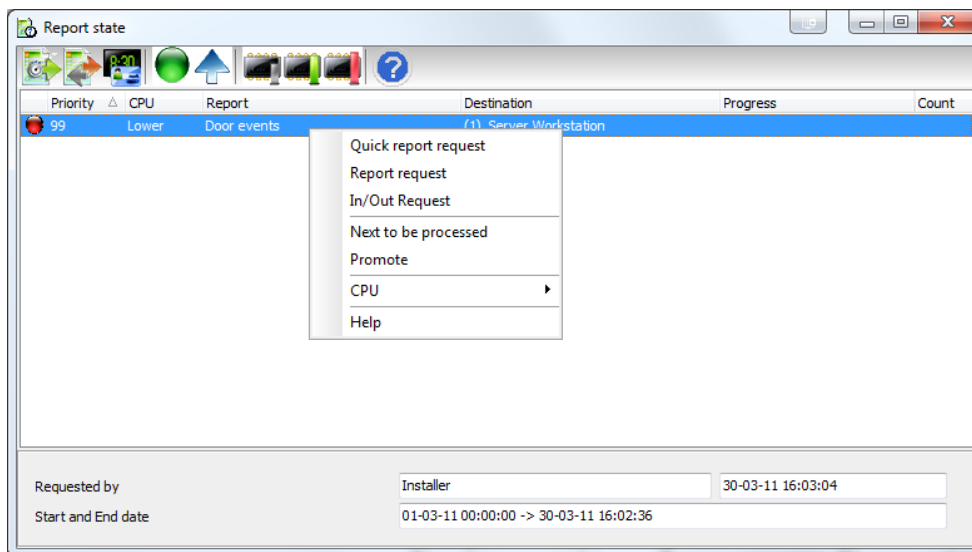 Report state
Priority CPU Report Destination Progress Count
99 Lower Door events (1) Server Workstation
Quick report request
Report request
In/Out Request
Next to be processed
Promote
CPU
Help
Requested by Installer 30-03-11 16:03:04
Start and End date 01-03-11 00:00:00 -> 30-03-11 16:02:36